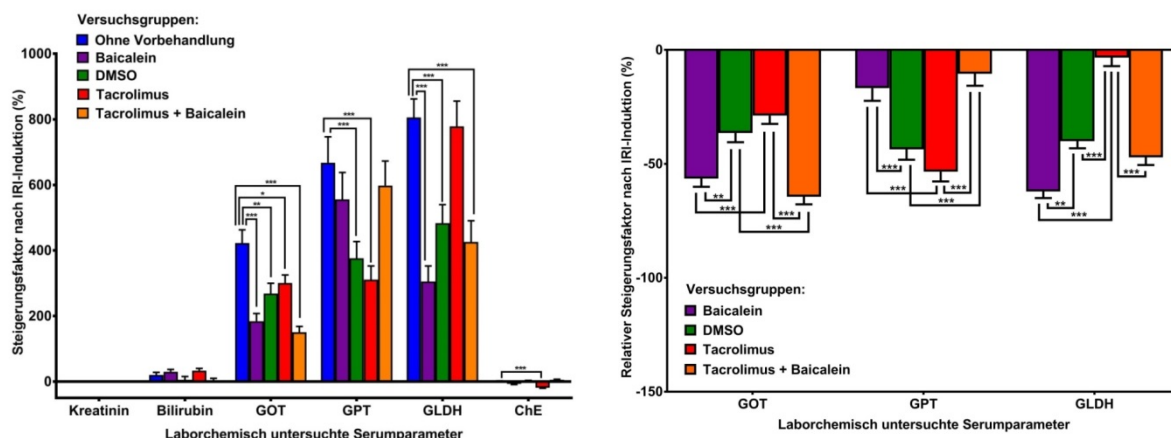 Versuchsgruppen:
Ohne Vorbehandlung
Baicalein
DMSO
Tacrolimus
Tacrolimus + Baicalein
Steigerungsfaktor nach IRI-Induktion (%)
1000
800
600
400
200
0
***
*
**
***
***
***
***
***
***
***
Kreatinin Bilirubin GOT GPT GLDH ChE
Laborchemisch untersuchte Serumparameter
Relativer Steigerungsfaktor nach IRI-Induktion (%)
0
-50
-100
-150
**
***
***
***
***
***
***
***
***
***
**
***
Versuchsgruppen:
Baicalein
DMSO
Tacrolimus
Tacrolimus + Baicalein
GOT GPT GLDH
Laborchemisch untersuchte Serumparameter